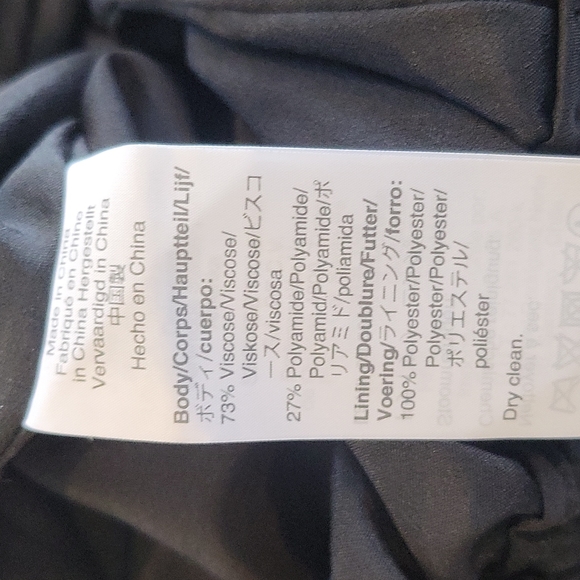 Made in China
Fabriqué en Chine
in China Hergestellt
Vervaardigd in China
中国製
Hecho en China
Body/Corps/Hauptteil/Lijf/
ボディ/cuerpo:
73% Viscose/Viscose/
Viskose/Viscose/ビスコ
ース/viscosa
27% Polyamide/Polyamide/
Polyamid/Polyamide/ポ
リアミド/poliamida
Lining/Doublure/Futter/
Voering/ライニング/forro:
100% Polyester/Polyester/
Polyester/Polyester/
ポリエステル/
poliéster
Dry clean.